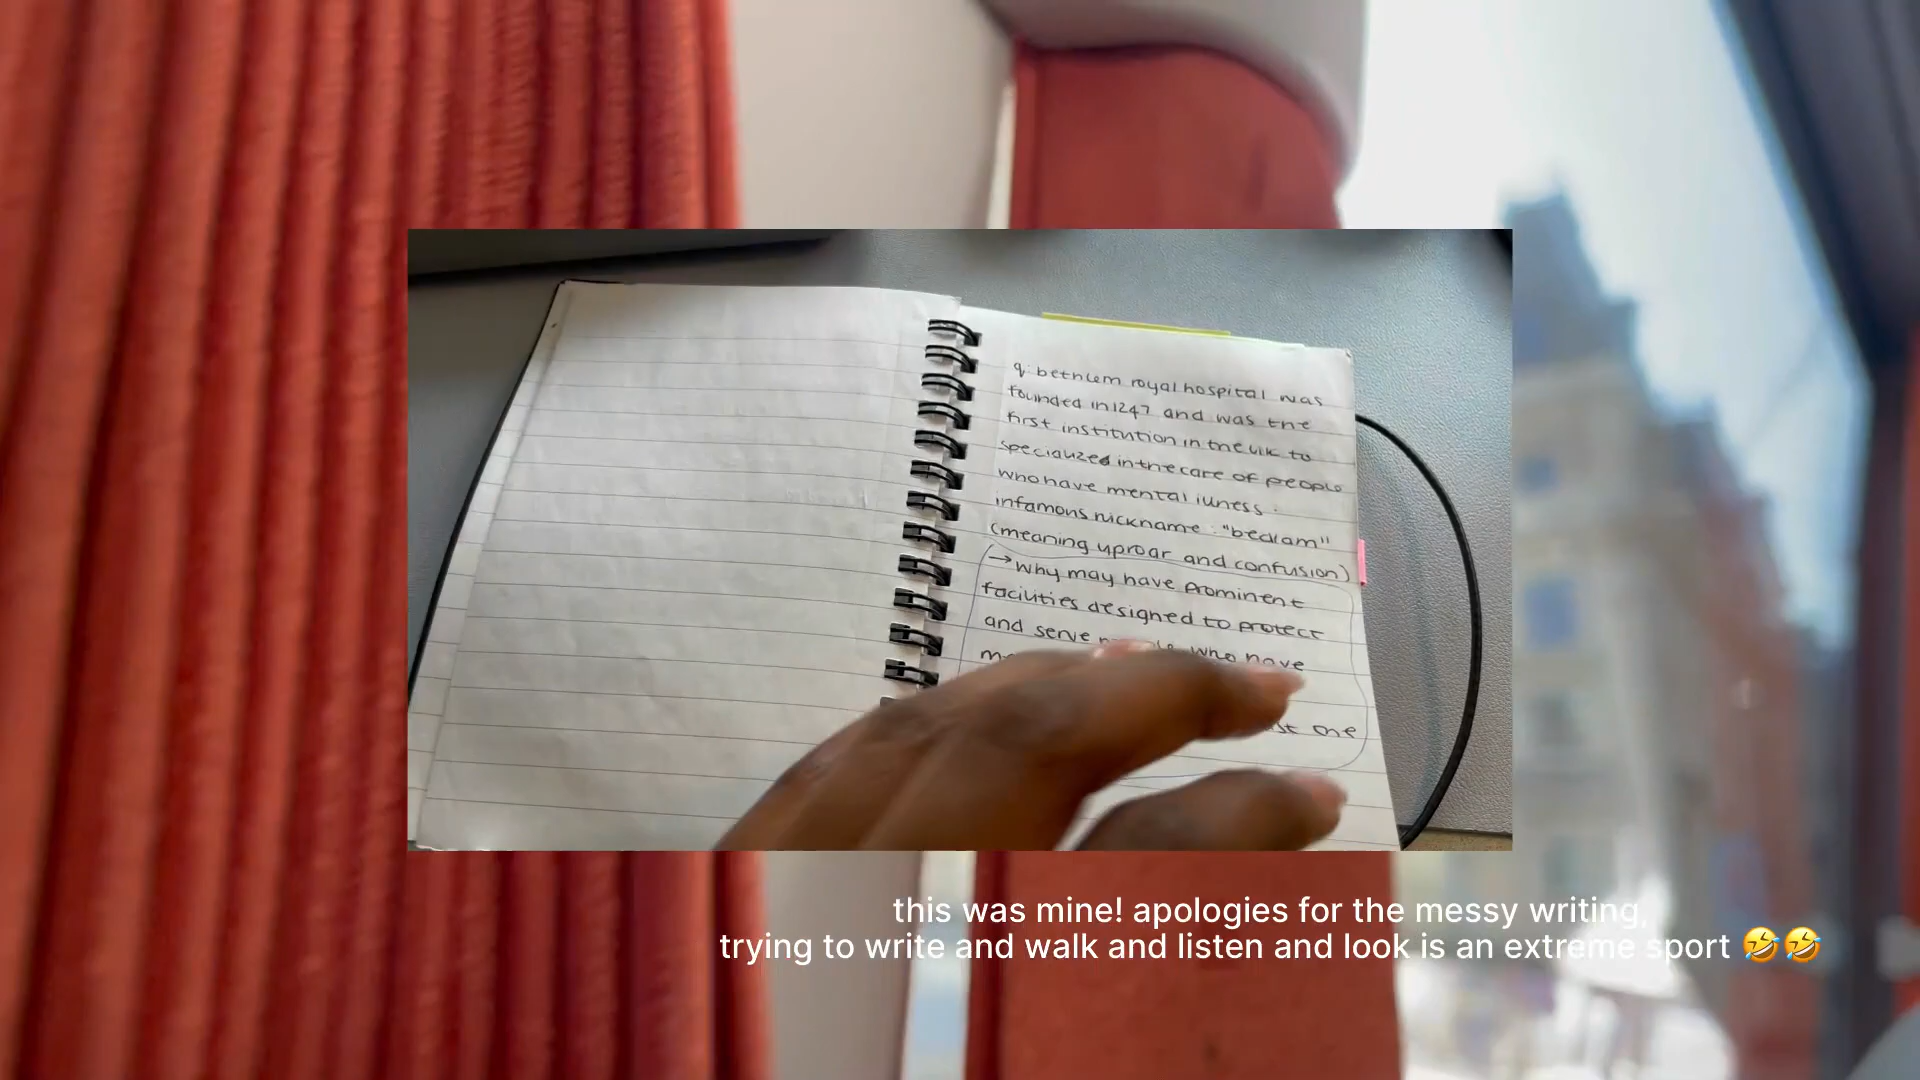 q: bethlem royal hospital was
founded in 1247 and was the
first institution in the uk to
specialized in the care of people
who have mental illness.
infamous nickname: "bedlam"
(meaning uproar and confusion)
→ why may have prominent
facilities designed to protect
and serve who have
one
this was mine! apologies for the messy writing,
trying to write and walk and listen and look is an extreme sport 🤣🤣